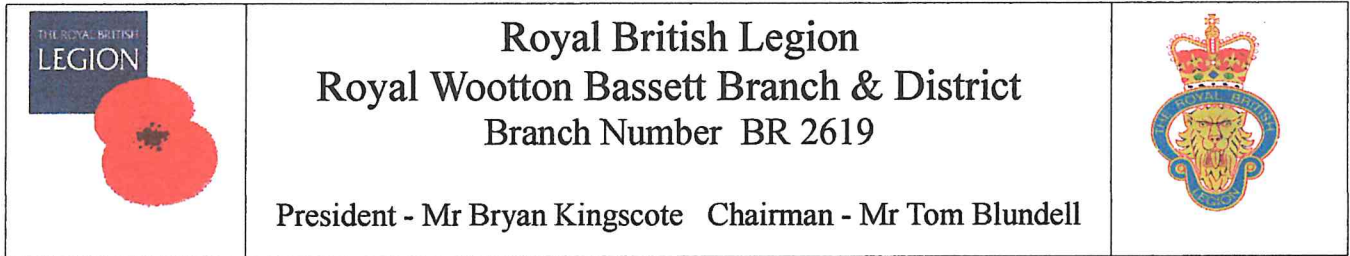 THE ROYAL BRITISH
LEGION
Royal British Legion
Royal Wootton Bassett Branch & District
Branch Number BR 2619
President - Mr Bryan Kingscote Chairman - Mr Tom Blundell
THE ROYAL BRITISH
LEGION